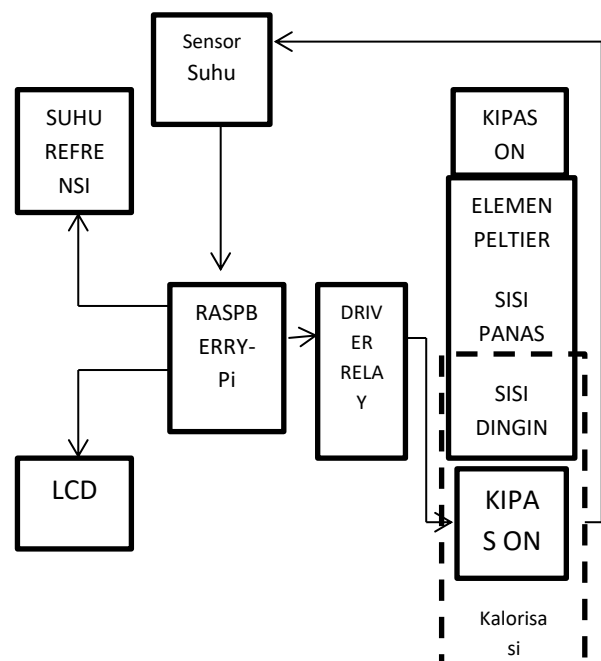 Sensor
Suhu
SUHU
REFRE
NSI
KIPAS
ON
ELEMEN
PELTIER
SISI
PANAS
RASPB
ERRY-
Pi
DRIV
ER
RELA
Y
SISI
DINGIN
LCD
KIPA
S ON
Kalorisa
si